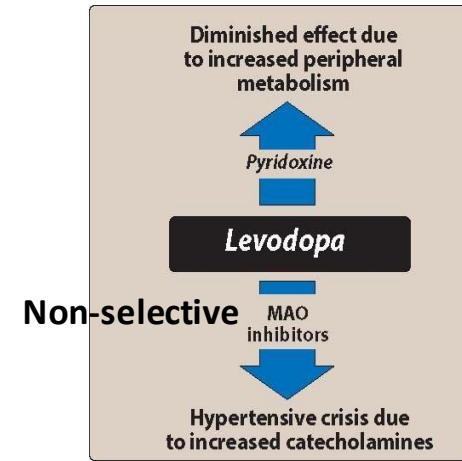 Diminished effect due
to increased peripheral
metabolism
Pyridoxine
Levodopa
Non-selective MAO
inhibitors
Hypertensive crisis due
to increased catecholamines